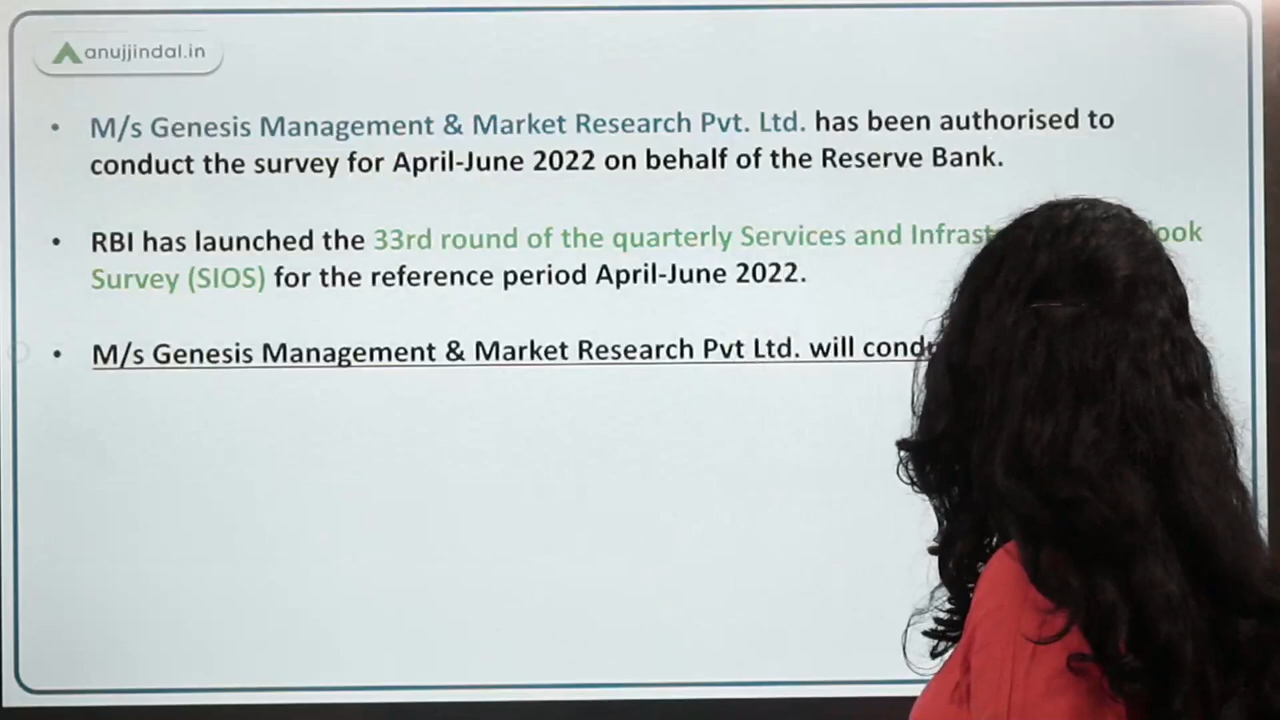 anujjindal.in
• M/s Genesis Management & Market Research Pvt. Ltd. has been authorised to
conduct the survey for April-June 2022 on behalf of the Reserve Bank.
• RBI has launched the 33rd round of the quarterly Services and
Survey (SIOS) for the reference period April-June 2022.
• M/s Genesis Management & Market Research Pvt Ltd. will